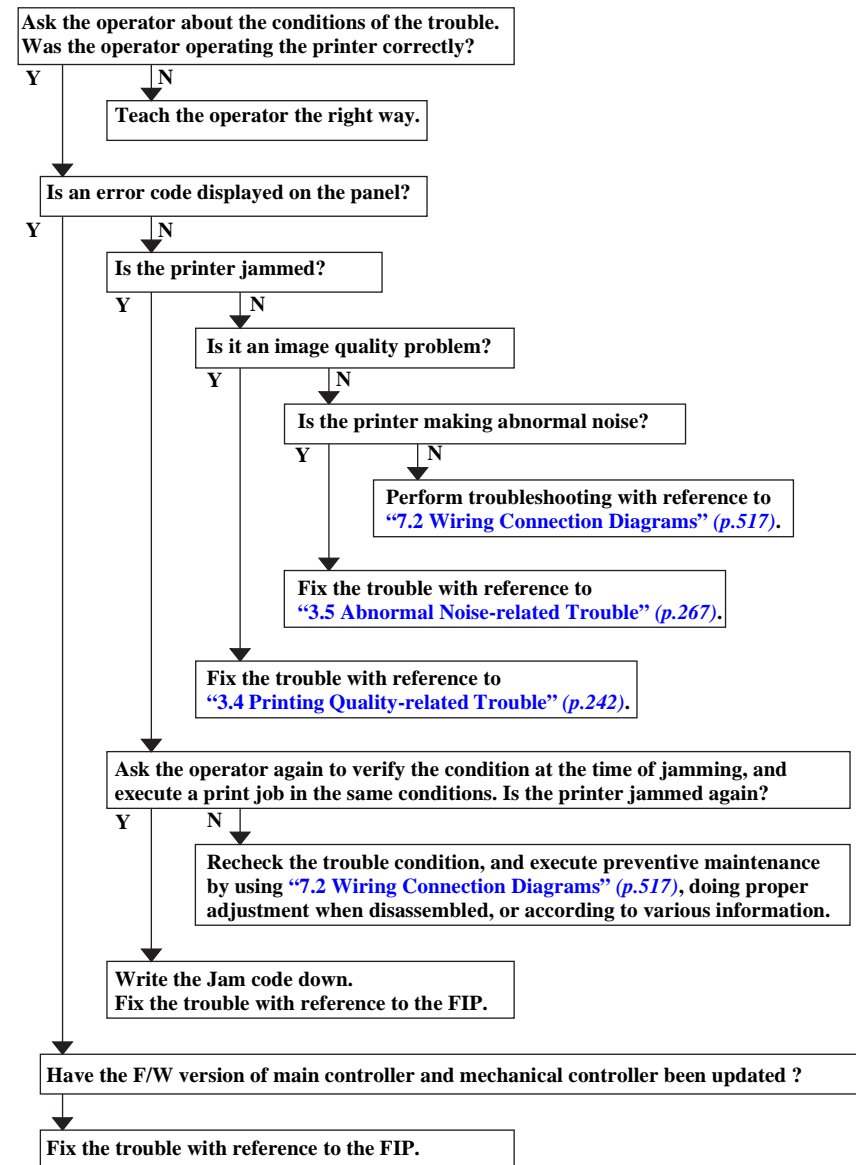 Ask the operator about the conditions of the trouble.
Was the operator operating the printer correctly?
Y
N
Teach the operator the right way.
Is an error code displayed on the panel?
Y
N
Is the printer jammed?
Y
N
Is it an image quality problem?
Y
N
Is the printer making abnormal noise?
Y
N
Perform troubleshooting with reference to
“7.2 Wiring Connection Diagrams” (p.517).
Fix the trouble with reference to
“3.5 Abnormal Noise-related Trouble” (p.267).
Fix the trouble with reference to
“3.4 Printing Quality-related Trouble” (p.242).
Ask the operator again to verify the condition at the time of jamming, and
execute a print job in the same conditions. Is the printer jammed again?
Y
N
Recheck the trouble condition, and execute preventive maintenance
by using “7.2 Wiring Connection Diagrams” (p.517), doing proper
adjustment when disassembled, or according to various information.
Write the Jam code down.
Fix the trouble with reference to the FIP.
Have the F/W version of main controller and mechanical controller been updated ?
Fix the trouble with reference to the FIP.